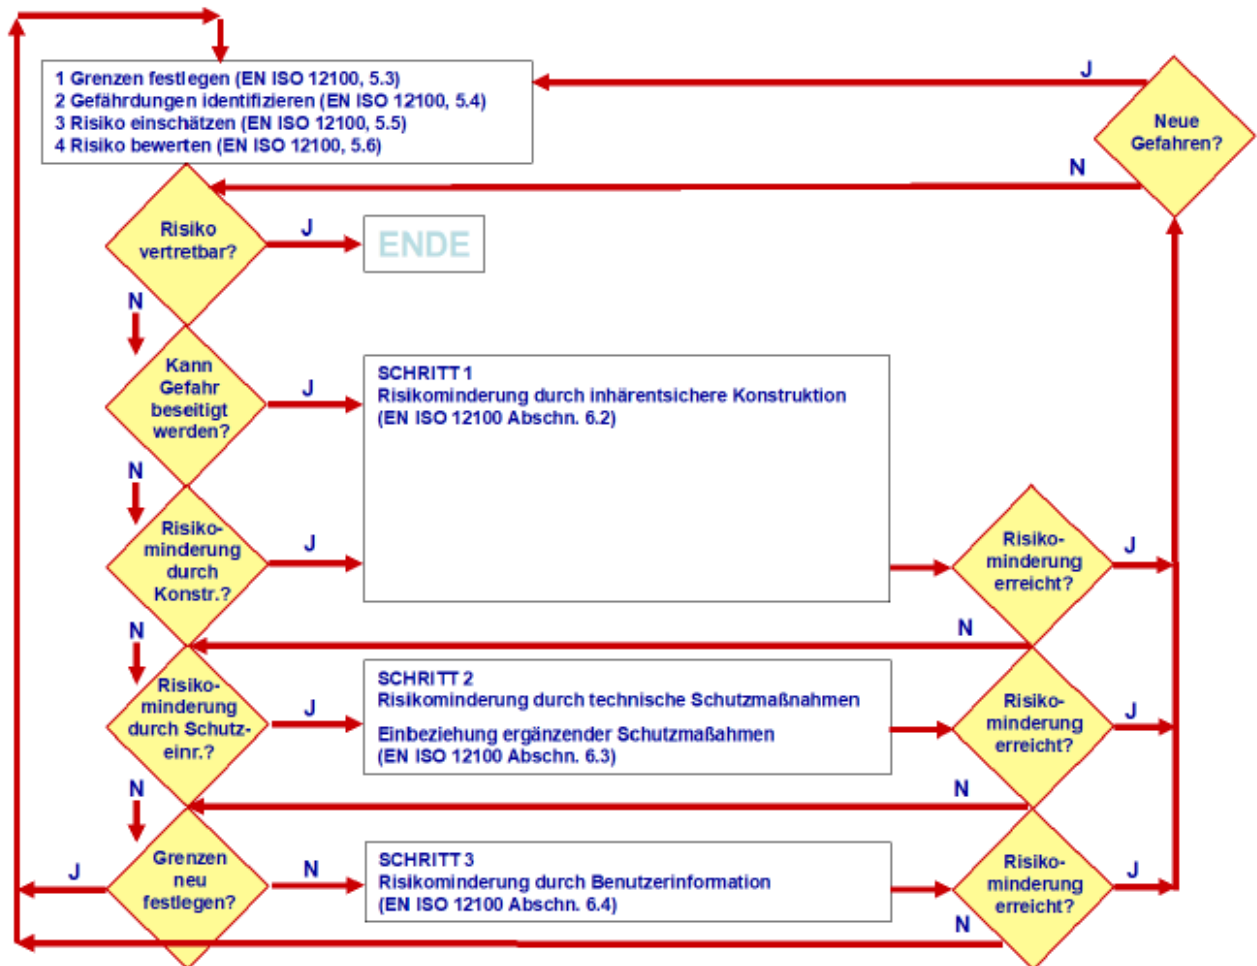 1 Grenzen festlegen (EN ISO 12100, 5.3)
2 Gefährdungen identifizieren (EN ISO 12100, 5.4)
3 Risiko einschätzen (EN ISO 12100, 5.5)
4 Risiko bewerten (EN ISO 12100, 5.6)
J
Neue
Gefahren?
N
Risiko
vertretbar?
J
ENDE
N
Kann
Gefahr
beseitigt
werden?
J
SCHRITT 1
Risikominderung durch inhärentsichere Konstruktion
(EN ISO 12100 Abschn. 6.2)
N
Risiko-
minderung
durch
Konstr.?
J
Risiko-
minderung
erreicht?
J
N
N
Risiko-
minderung
durch Schutz-
einr.?
J
SCHRITT 2
Risikominderung durch technische Schutzmaßnahmen
Einbeziehung ergänzender Schutzmaßahmen
(EN ISO 12100 Abschn. 6.3)
Risiko-
minderung
erreicht?
J
N
N
Grenzen
neu
festlegen?
J
N
SCHRITT 3
Risikominderung durch Benutzerinformation
(EN ISO 12100 Abschn. 6.4)
Risiko-
minderung
erreicht?
J
N